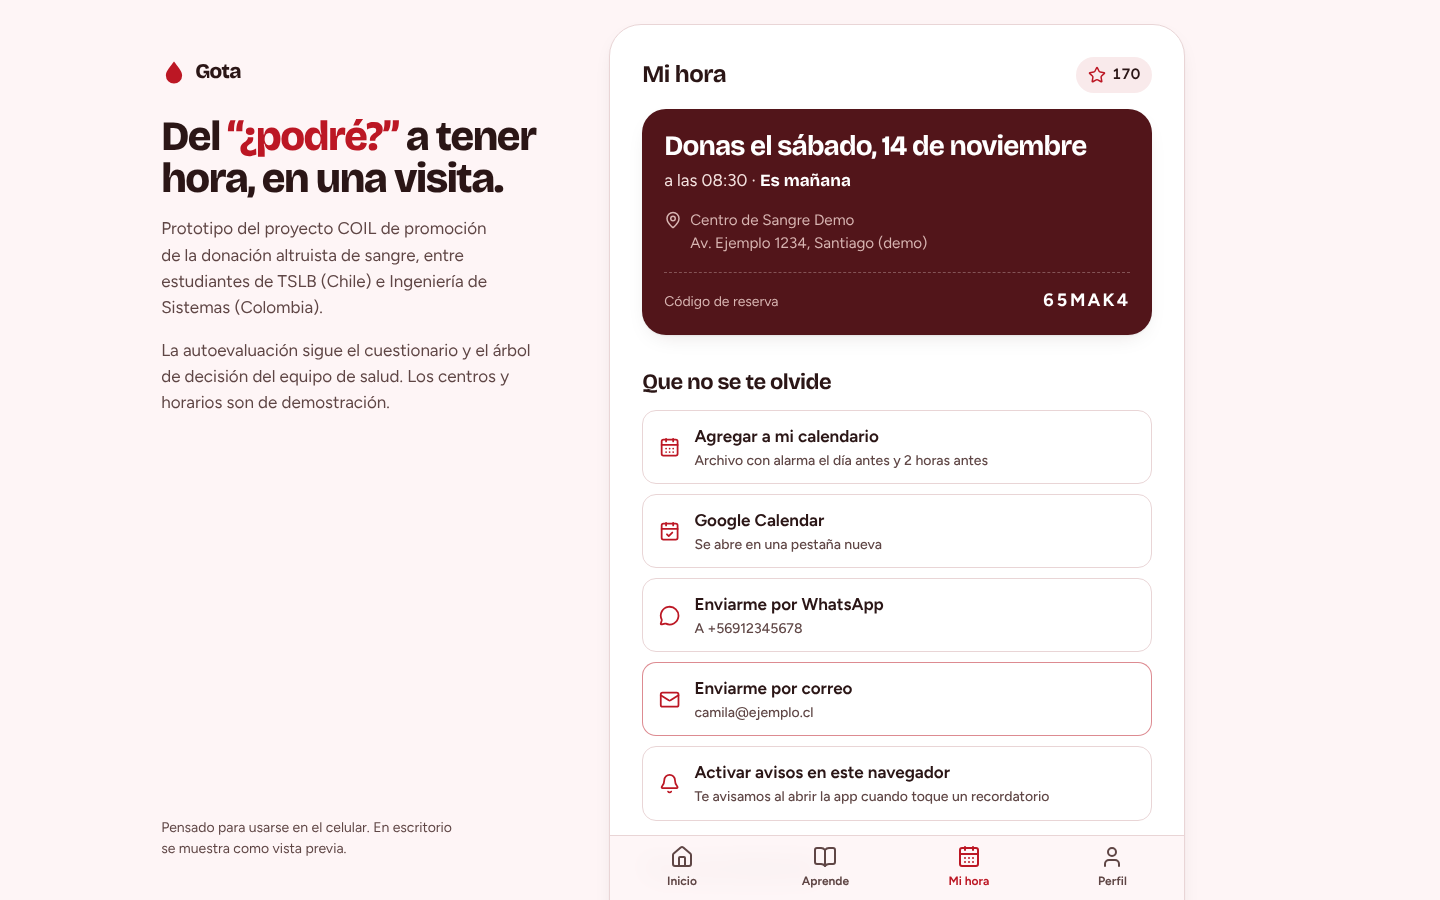 Gota
Del “¿podré?” a tener
hora, en una visita.
Prototipo del proyecto COIL de promoción
de la donación altruista de sangre, entre
estudiantes de TSLB (Chile) e Ingeniería de
Sistemas (Colombia).
La autoevaluación sigue el cuestionario y el árbol
de decisión del equipo de salud. Los centros y
horarios son de demostración.
Pensado para usarse en el celular. En escritorio
se muestra como vista previa.
Mi hora
170
Donas el sábado, 14 de noviembre
a las 08:30 · Es mañana
Centro de Sangre Demo
Av. Ejemplo 1234, Santiago (demo)
Código de reserva
65MAK4
Que no se te olvide
Agregar a mi calendario
Archivo con alarma el día antes y 2 horas antes
Google Calendar
Se abre en una pestaña nueva
Enviarme por WhatsApp
A +56912345678
Enviarme por correo
camila@ejemplo.cl
Activar avisos en este navegador
Te avisamos al abrir la app cuando toque un recordatorio
Inicio
Aprende
Mi hora
Perfil